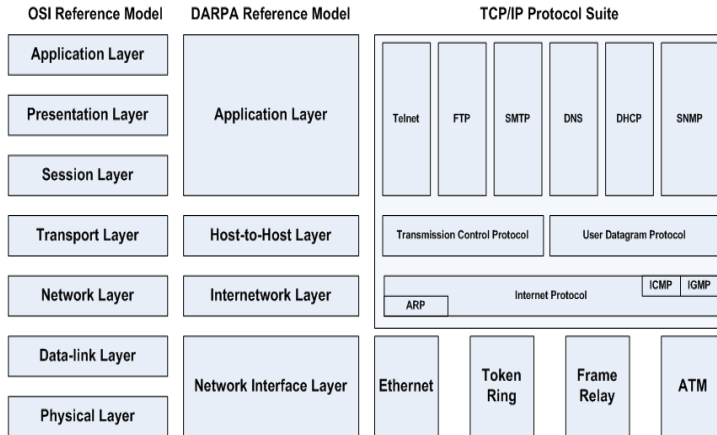 OSI Reference Model
DARPA Reference Model
TCP/IP Protocol Suite
Application Layer
Presentation Layer
Session Layer
Transport Layer
Network Layer
Data-link Layer
Physical Layer
Application Layer
Host-to-Host Layer
Internetwork Layer
Network Interface Layer
Telnet
FTP
SMTP
DNS
DHCP
SNMP
Transmission Control Protocol
User Datagram Protocol
Internet Protocol
ICMP
IGMP
ARP
Ethernet
Token
Ring
Frame
Relay
ATM